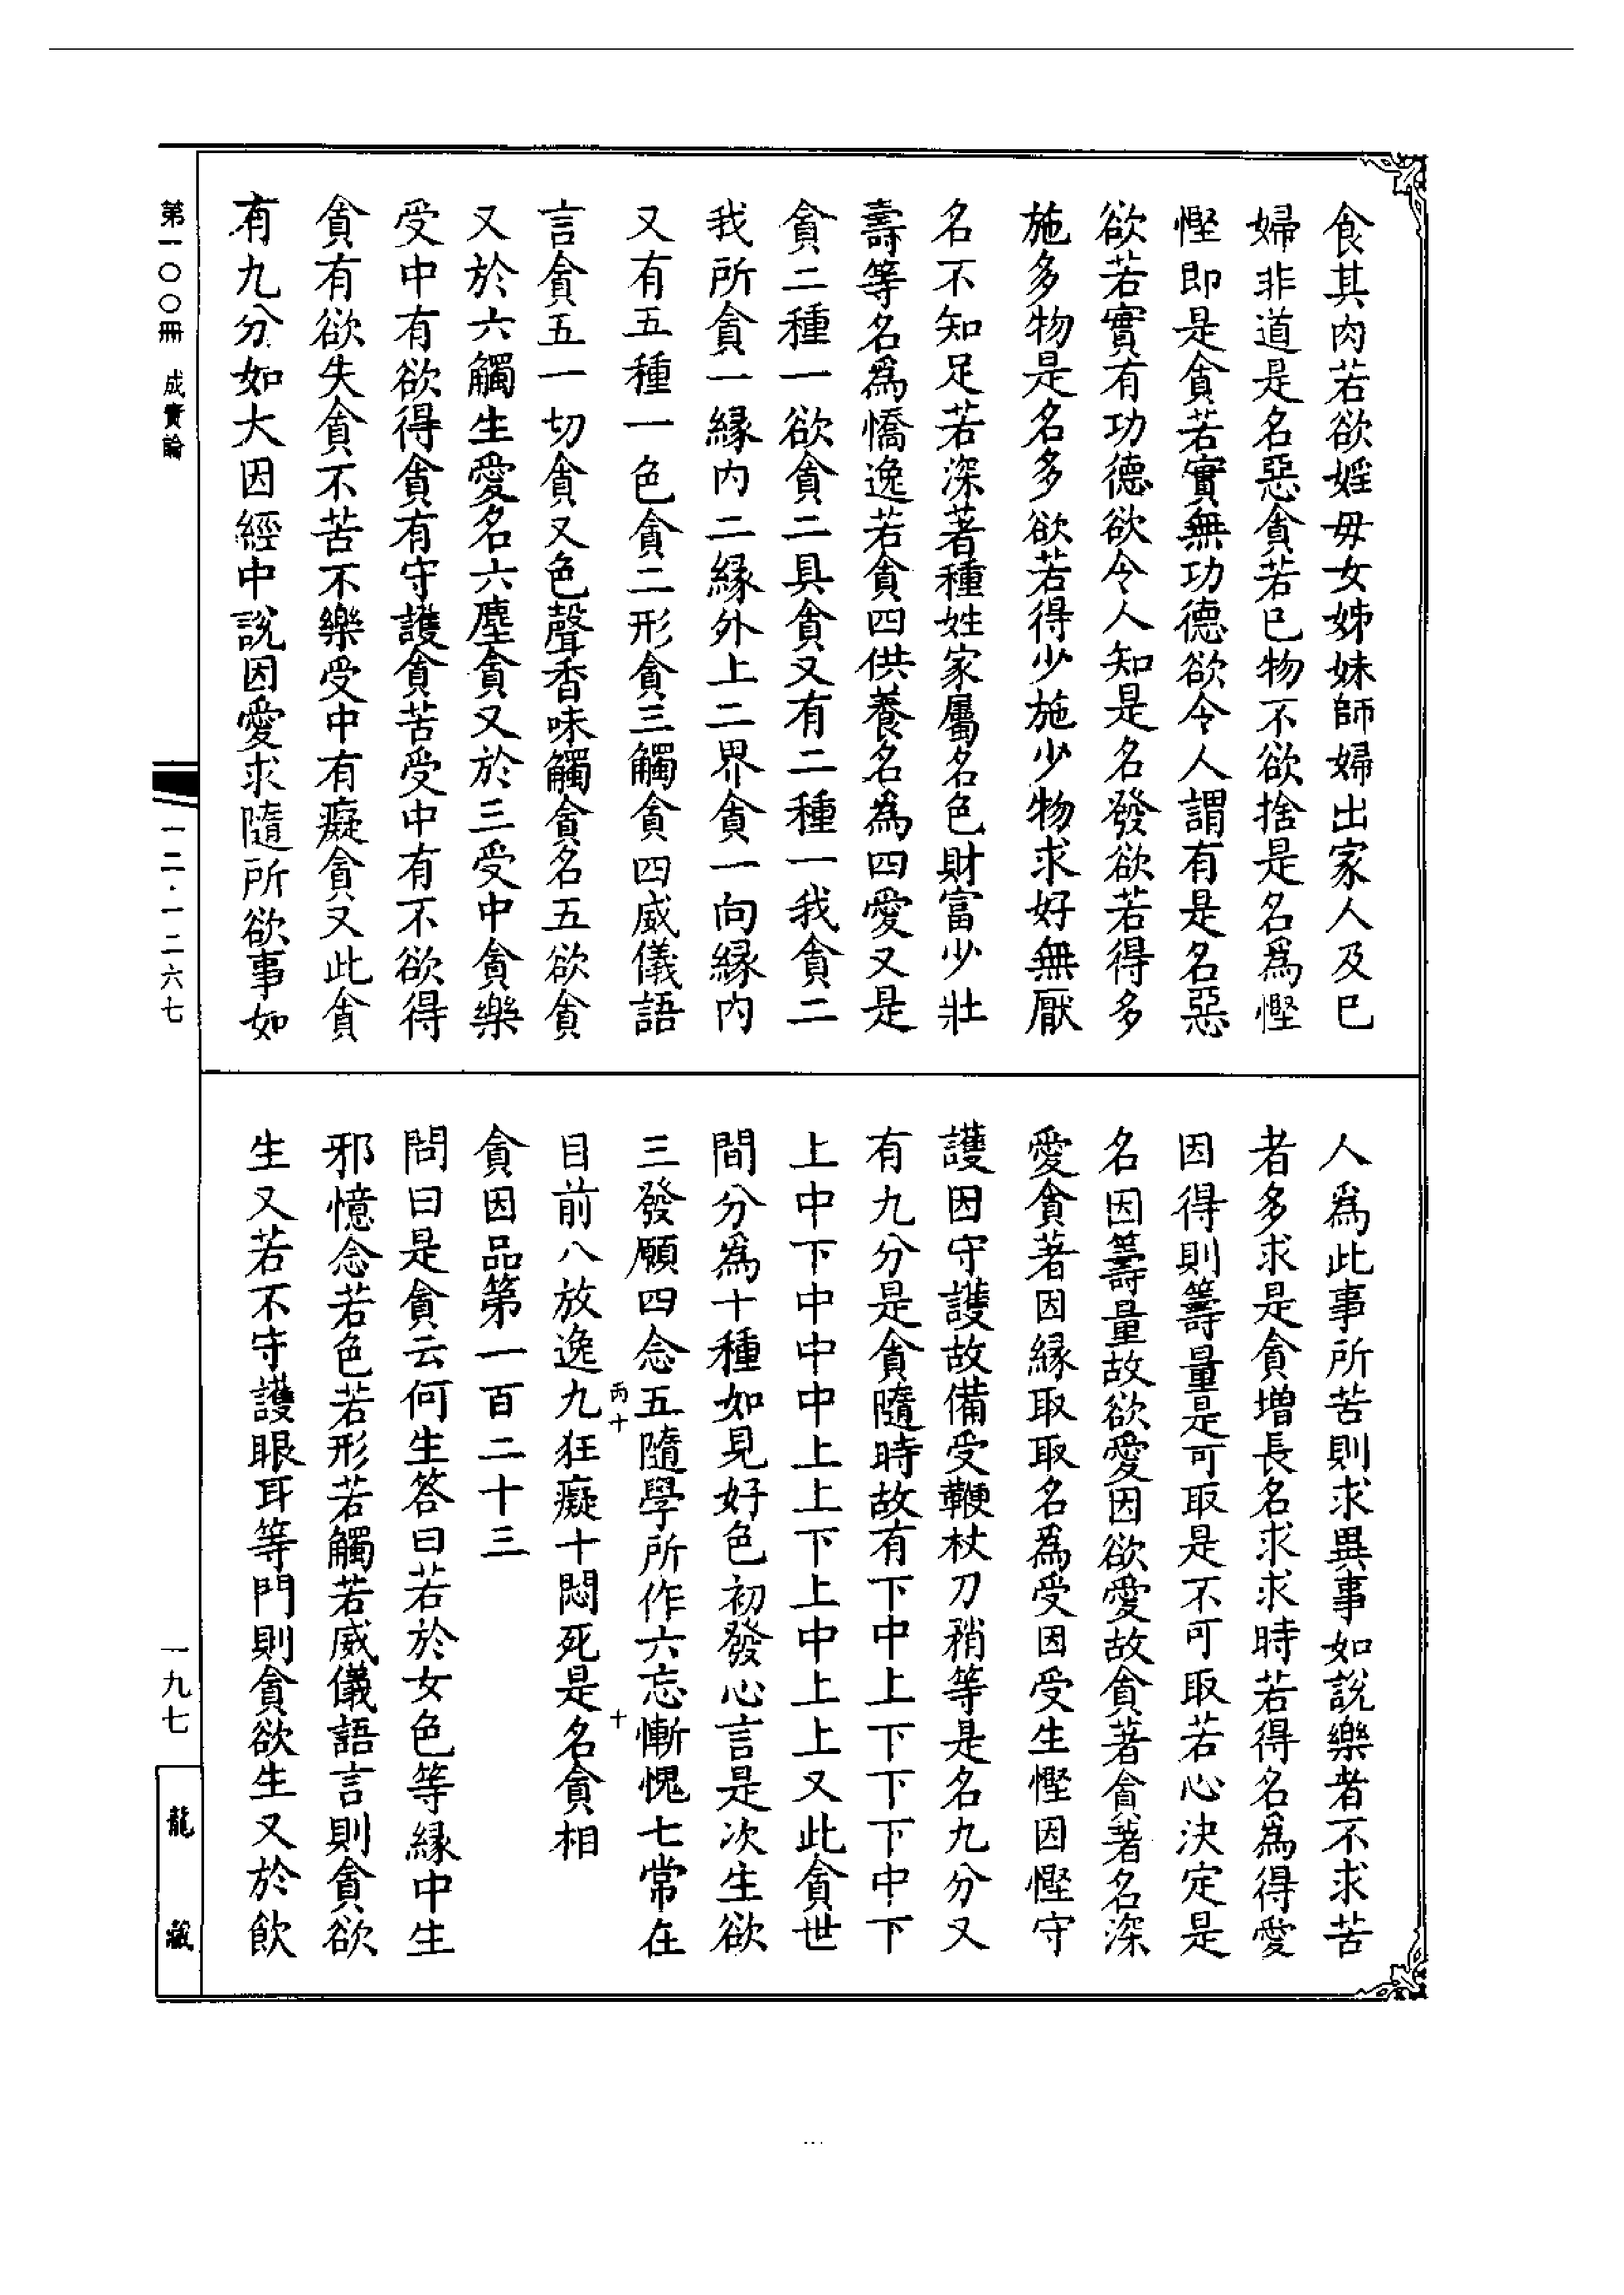 食其肉若欲婬母女姊妹師婦出家人及已
婦非道是名惡貪若已物不欲捨是名爲慳
慳即是貪若實無功德欲令人謂有是名惡
欲若實有功德欲令人知是名發欲若得多
施多物是名多欲若得少施少物求好無厭
名不知足若深著種姓家屬名色財富少壯
壽等名爲憍逸若貪四供養名爲四愛又是
貪二種一欲貪二具貪又有二種一我貪二
我所貪一緣内二緣外上二界貪一向緣内
又有五種一色貪二形貪三觸貪四威儀語
言貪五一切貪又色聲香味觸貪名五欲貪
又於六觸生愛名六塵貪又於三受中貪樂
受中有欲得貪有守護貪苦受中有不欲得
貪有欲失貪不苦不樂受中有癡貪又此貪
有九分如大因經中説因愛求隨所欲事如
人爲此事所苦則求異事如說樂者不求苦
者多求是貪増長名求求時若得名爲得愛
因得則籌量是可取是不可取若心決定是
名因籌量故欲愛因欲愛故貪著貪著名深
愛貪著因緣取取名爲受因受生慳因慳守
護因守護故備受鞭杖刀矟等是名九分又
有九分是貪隨時故有下中上下下下中下
上中下中中中上上下上中上上又此貪世
間分爲十種如見好色初發心言是次生欲
三發願四念五隨學所作六忘慚愧七常在
丙十
十
目前八放逸九狂癡十悶死是名貪相
貪因品第一百二十三
問曰是貪云何生答曰若於女色等緣中生
邪憶念若色若形若觸若威儀語言則貪欲
生又若不守護眼耳等門則貪欲生又於飲
第一〇〇冊 成實論
一二·一二六七
一九七
龍藏